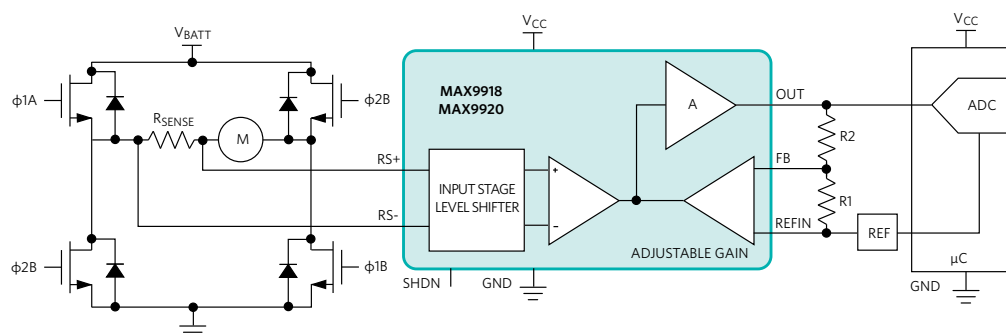 VBATT
φ1A
φ2B
RSENSE
M
φ2B
φ1B
VCC
MAX9918
MAX9920
RS+
RS-
INPUT STAGE
LEVEL SHIFTER
+
-
A
ADJUSTABLE GAIN
SHDN
GND
OUT
FB
REFIN
R2
R1
REF
VCC
ADC
µC
GND